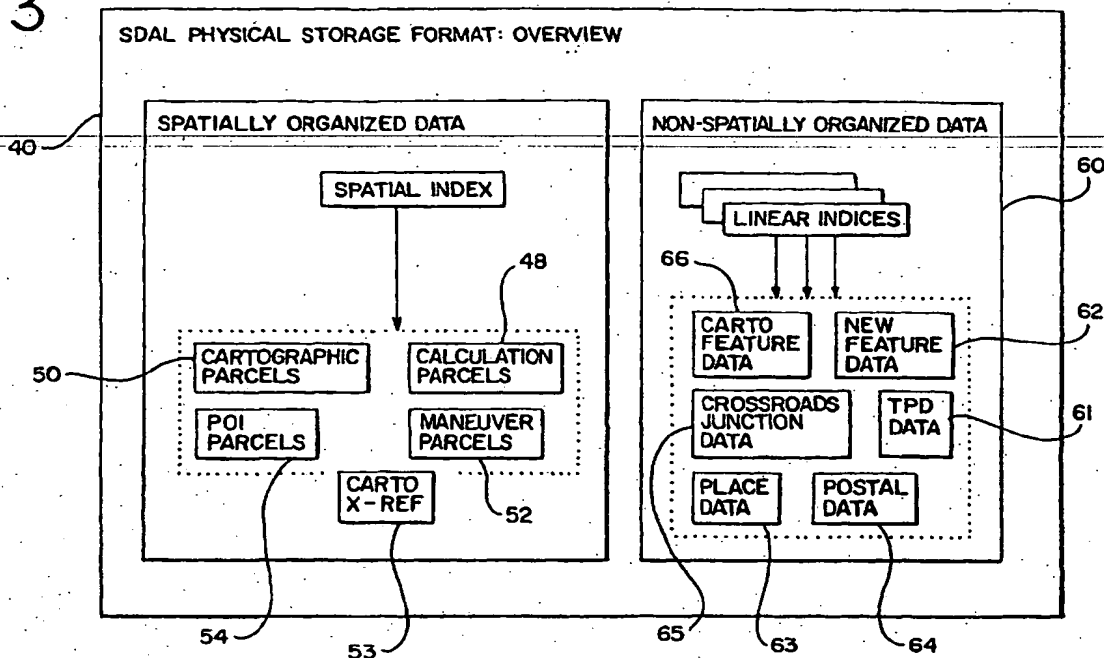 3
SDAL PHYSICAL STORAGE FORMAT: OVERVIEW
SPATIALLY ORGANIZED DATA
NON-SPATIALLY ORGANIZED DATA
40
60
SPATIAL INDEX
LINEAR INDICES
48
66
62
CARTOGRAPHIC
PARCELS
CALCULATION
PARCELS
CARTO
FEATURE
DATA
NEW
FEATURE
DATA
50
POI
PARCELS
MANEUVER
PARCELS
CROSSROADS
JUNCTION
DATA
TPD
DATA
61
CARTO
X-REF
52
PLACE
DATA
POSTAL
DATA
54
53
65
63
64